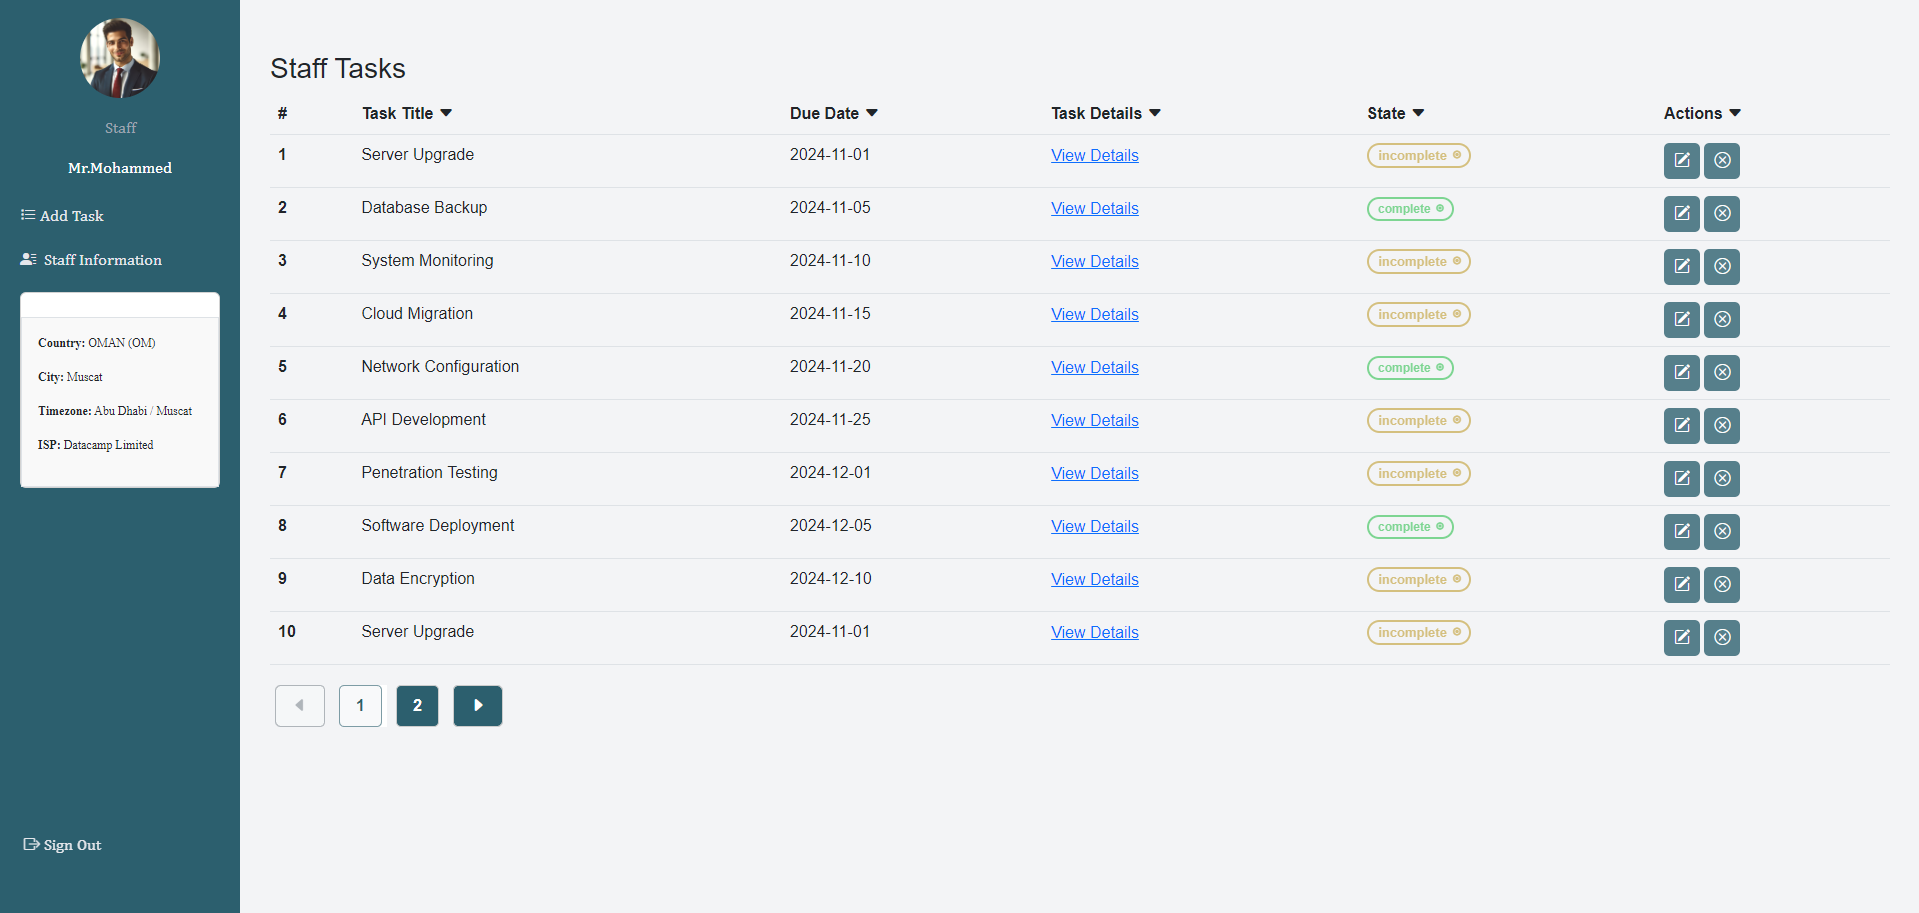 Staff
Mr.Mohammed
Add Task
Staff Information
Country: OMAN (OM)
City: Muscat
Timezone: Abu Dhabi / Muscat
ISP: Datacamp Limited
Sign Out
Staff Tasks
# Task Title Due Date Task Details State Actions
1 Server Upgrade 2024-11-01 View Details incomplete
2 Database Backup 2024-11-05 View Details complete
3 System Monitoring 2024-11-10 View Details incomplete
4 Cloud Migration 2024-11-15 View Details incomplete
5 Network Configuration 2024-11-20 View Details complete
6 API Development 2024-11-25 View Details incomplete
7 Penetration Testing 2024-12-01 View Details incomplete
8 Software Deployment 2024-12-05 View Details complete
9 Data Encryption 2024-12-10 View Details incomplete
10 Server Upgrade 2024-11-01 View Details incomplete
1 2